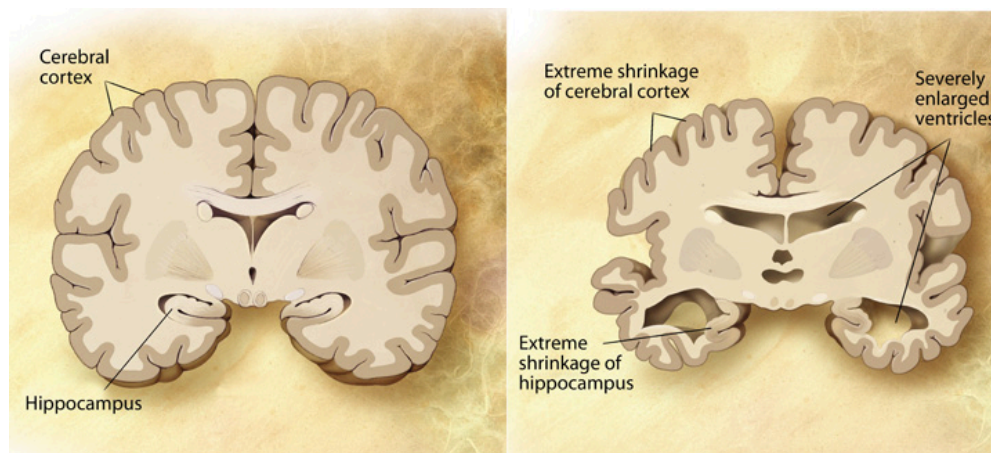 Cerebral
cortex
Hippocampus
Extreme shrinkage
of cerebral cortex
Severely
enlarged
ventricles
Extreme
shrinkage of
hippocampus